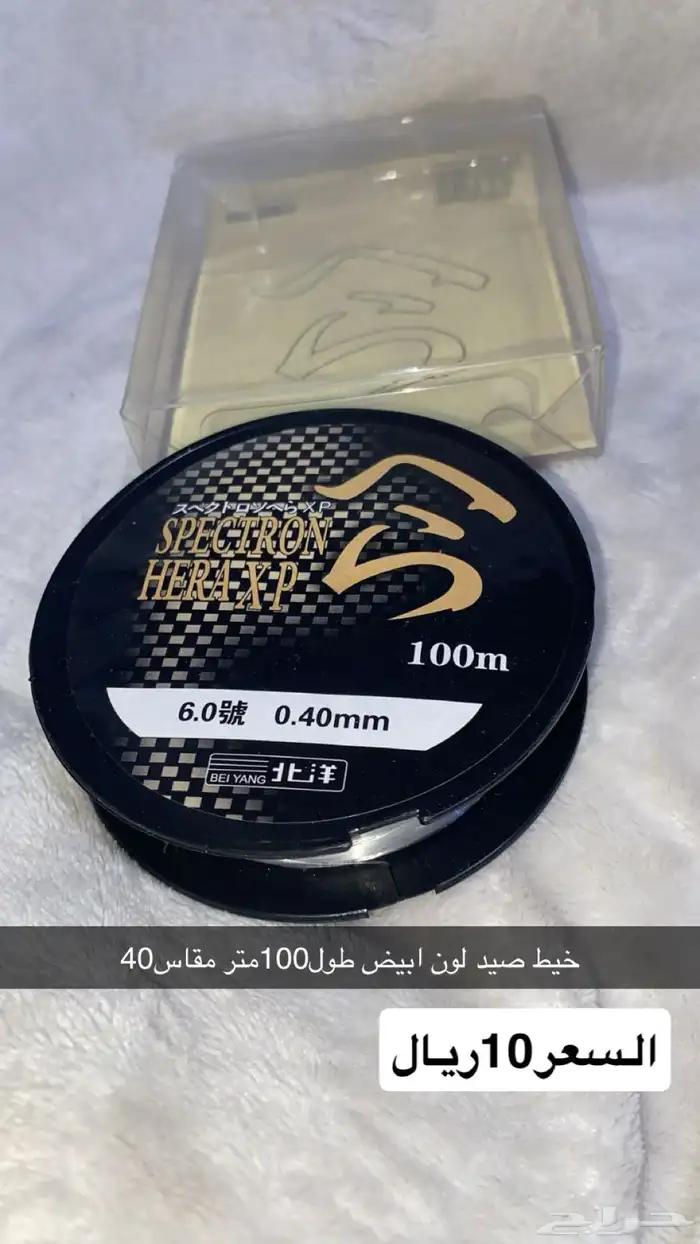 スペクトロンへらXP
SPECTRON
HERA XP
へら
100m
6.0號 0.40mm
BEI YANG 北洋
خيط صيد لون ابيض طول100متر مقاس40
السعر10ريال
حراج